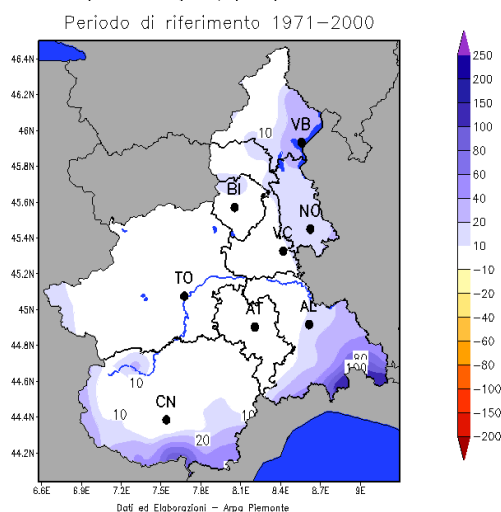 Periodo di riferimento 1971−2000
46.4N
46.2N
46N
45.8N
45.6N
45.4N
45.2N
45N
44.8N
44.6N
44.4N
44.2N
6.6E 6.9E 7.2E 7.5E 7.8E 8.1E 8.4E 8.7E 9E
VB
10
BI
NO
VC
TO
AT
AL
80
100
10
10
CN
10
20
250
200
150
100
80
60
40
20
10
−10
−20
−40
−60
−80
−100
−150
−200
Dati ed Elaborazioni − Arpa Piemonte